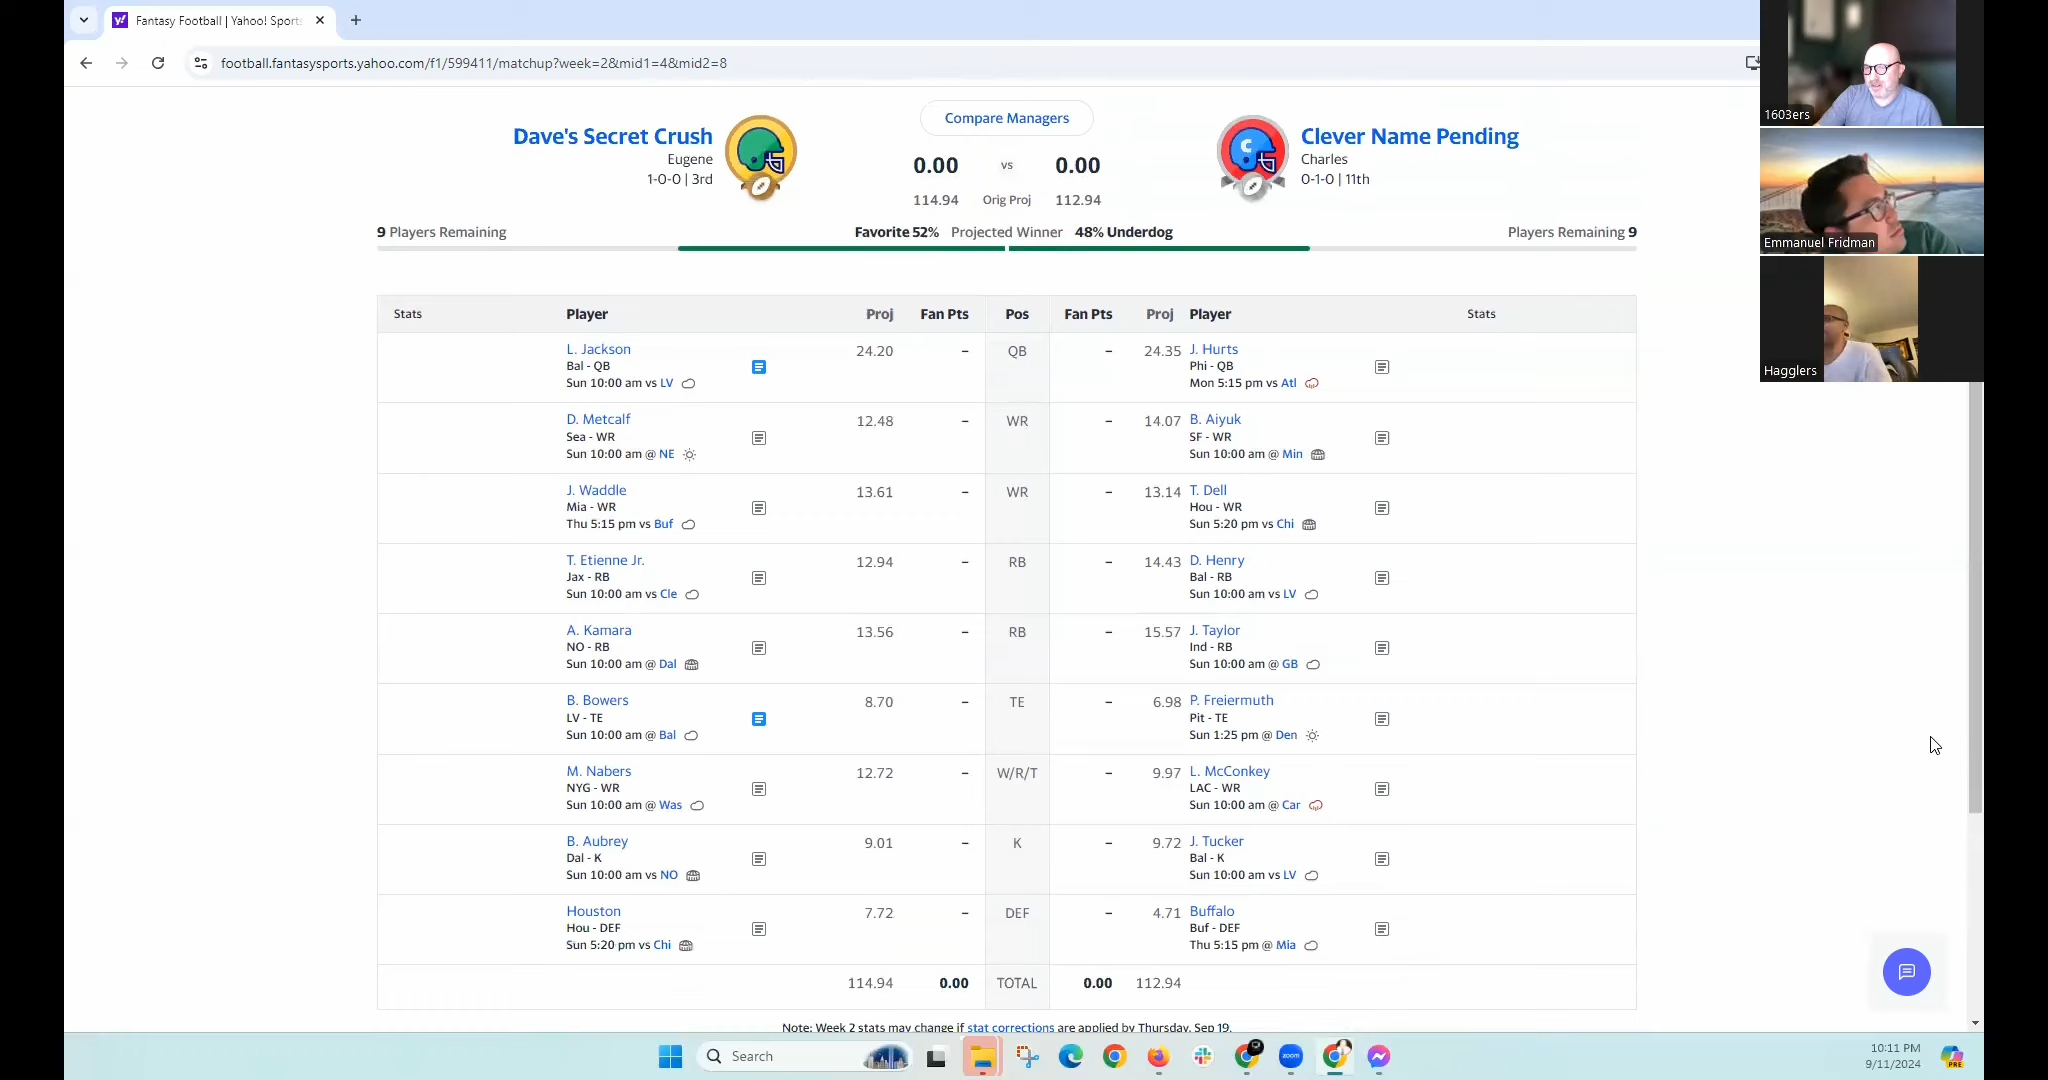 Fantasy Football | Yahoo! Sports
football.fantasysports.yahoo.com/f1/599411/matchup?week=2&mid1=4&mid2=8
1603ers
Emmanuel Fridman
Hagglers
Compare Managers
Dave's Secret Crush
Eugene
1-0-0 | 3rd
0.00 vs 0.00
114.94 Orig Proj 112.94
C
Clever Name Pending
Charles
0-1-0 | 11th
9 Players Remaining
Favorite 52% Projected Winner 48% Underdog
Players Remaining 9
Stats Player Proj Fan Pts Pos Fan Pts Proj Player Stats
L. Jackson 24.20 – QB – 24.35 J. Hurts
Bal - QB Phi - QB
Sun 10:00 am vs LV Mon 5:15 pm vs Atl
D. Metcalf 12.48 – WR – 14.07 B. Aiyuk
Sea - WR SF - WR
Sun 10:00 am @ NE Sun 10:00 am @ Min
J. Waddle 13.61 – WR – 13.14 T. Dell
Mia - WR Hou - WR
Thu 5:15 pm vs Buf Sun 5:20 pm vs Chi
T. Etienne Jr. 12.94 – RB – 14.43 D. Henry
Jax - RB Bal - RB
Sun 10:00 am vs Cle Sun 10:00 am vs LV
A. Kamara 13.56 – RB – 15.57 J. Taylor
NO - RB Ind - RB
Sun 10:00 am @ Dal Sun 10:00 am @ GB
B. Bowers 8.70 – TE – 6.98 P. Freiermuth
LV - TE Pit - TE
Sun 10:00 am @ Bal Sun 1:25 pm @ Den
M. Nabers 12.72 – W/R/T – 9.97 L. McConkey
NYG - WR LAC - WR
Sun 10:00 am @ Was Sun 10:00 am @ Car
B. Aubrey 9.01 – K – 9.72 J. Tucker
Dal - K Bal - K
Sun 10:00 am vs NO Sun 10:00 am vs LV
Houston 7.72 – DEF – 4.71 Buffalo
Hou - DEF Buf - DEF
Sun 5:20 pm vs Chi Thu 5:15 pm @ Mia
114.94 0.00 TOTAL 0.00 112.94
Note: Week 2 stats may change if stat corrections are applied by Thursday, Sep 19.
Search
zoom
10:11 PM
9/11/2024
PRE